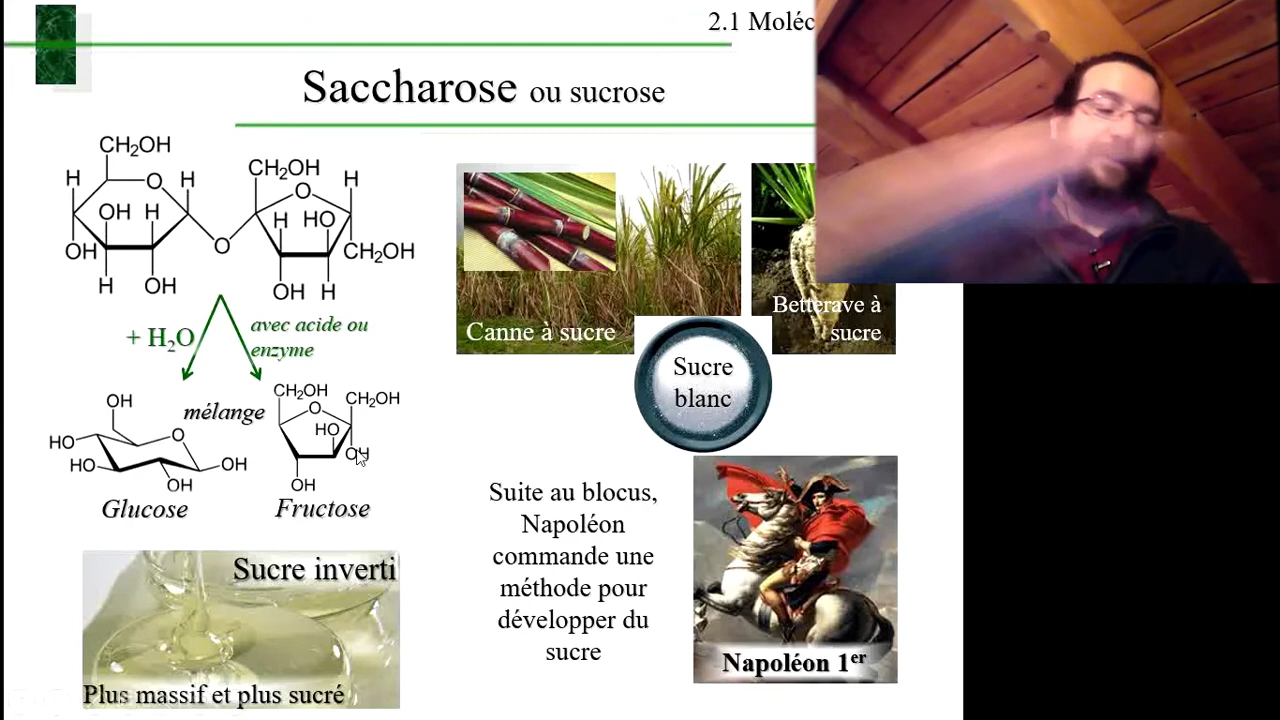 2.1 Moléc
Saccharose ou sucrose
CH₂OH
H
O
H
OH
H
OH
H
OH
O
CH₂OH
O
H
H
HO
CH₂OH
OH
H
+ H₂O
avec acide ou
enzyme
mélange
OH
HO
O
HO
OH
OH
Glucose
CH₂OH
O
CH₂OH
HO
OH
OH
Fructose
Sucre inverti
Plus massif et plus sucré
Canne à sucre
Betterave à
sucre
Sucre
blanc
Suite au blocus,
Napoléon
commande une
méthode pour
développer du
sucre
Napoléon 1er